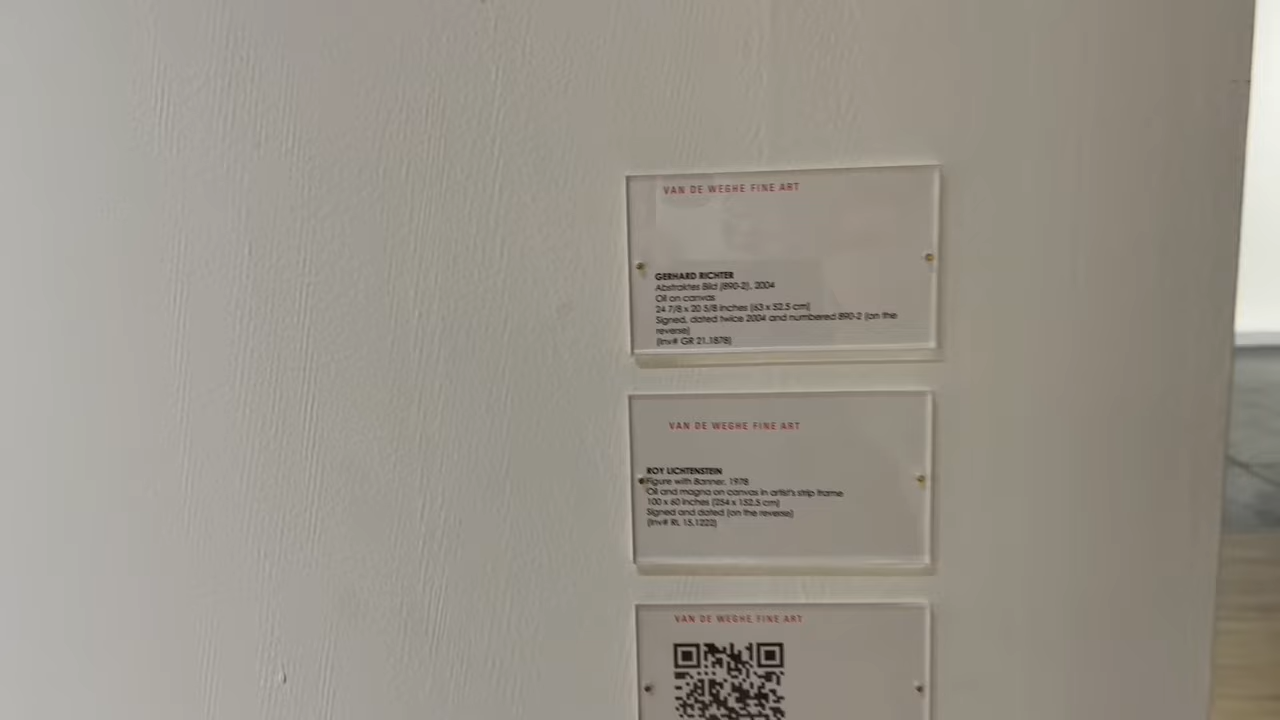 VAN DE WEGHE FINE ART
GERHARD RICHTER
Abstraktes Bild (890-2), 2004
Oil on canvas
24 7/8 x 20 5/8 inches (63 x 52.5 cm)
Signed, dated twice 2004 and numbered 890-2 (on the
reverse)
(Inv# GR 21.1878)
VAN DE WEGHE FINE ART
ROY LICHTENSTEIN
Figure with Banner, 1978
Oil and magna on canvas in artist's strip frame
100 x 60 inches (254 x 152.5 cm)
Signed and dated (on the reverse)
(Inv# RL 15.1222)
VAN DE WEGHE FINE ART